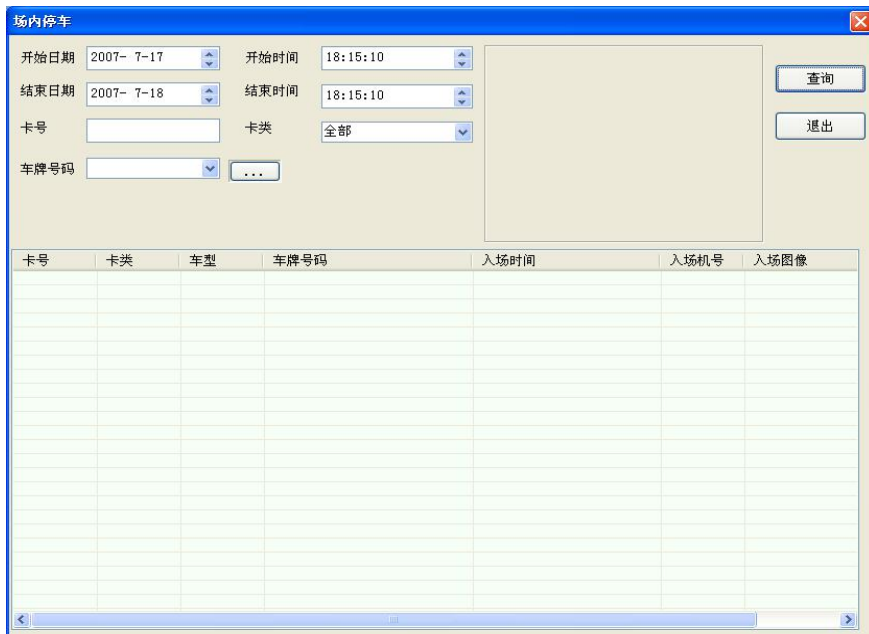 场内停车
开始日期 2007- 7-17 开始时间 18:15:10
查询
结束日期 2007- 7-18 结束时间 18:15:10
卡号 卡类 全部
退出
车牌号码 ...
卡号 卡类 车型 车牌号码 入场时间 入场机号 入场图像